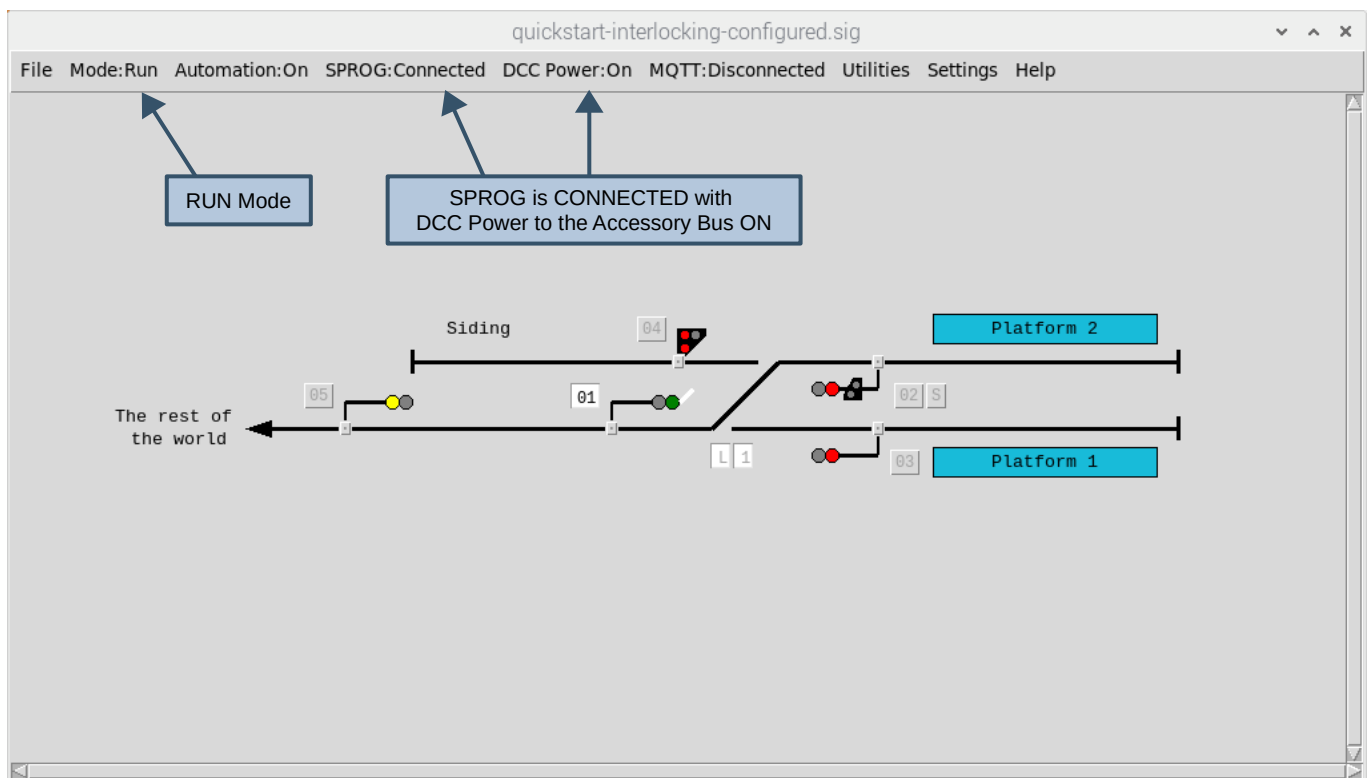 quickstart-interlocking-configured.sig
File Mode:Run Automation:On SPROG:Connected DCC Power:On MQTT:Disconnected Utilities Settings Help
RUN Mode
SPROG is CONNECTED with
DCC Power to the Accessory Bus ON
Siding
04
Platform 2
05
01
02 S
The rest of
the world
L 1
03
Platform 1